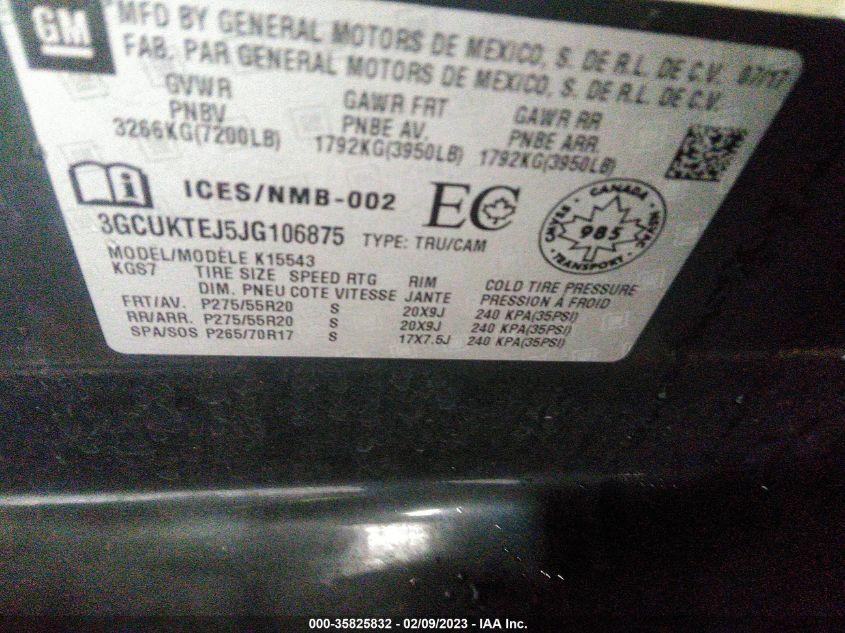 GM
MFD BY GENERAL MOTORS DE MEXICO, S. DE R.L. DE C.V. 07/17
FAB. PAR GENERAL MOTORS DE MEXICO, S. DE R.L. DE C.V.
GVWR GAWR FRT GAWR RR
PNBV PNBE AV. PNBE ARR.
3266KG(7200LB) 1792KG(3950LB) 1792KG(3950LB)
ICES/NMB-002 EC
CANADA
985
TRANSPORT
3GCUKTEJ5JG106875 TYPE: TRU/CAM
MODEL/MODÈLE K15543
KGS7 TIRE SIZE SPEED RTG RIM COLD TIRE PRESSURE
DIM. PNEU COTE VITESSE JANTE PRESSION À FROID
FRT/AV. P275/55R20 S 20X9J 240 KPA(35PSI)
RR/ARR. P275/55R20 S 20X9J 240 KPA(35PSI)
SPA/SOS P265/70R17 S 17X7.5J 240 KPA(35PSI)
000-35825832 - 02/09/2023 - IAA Inc.